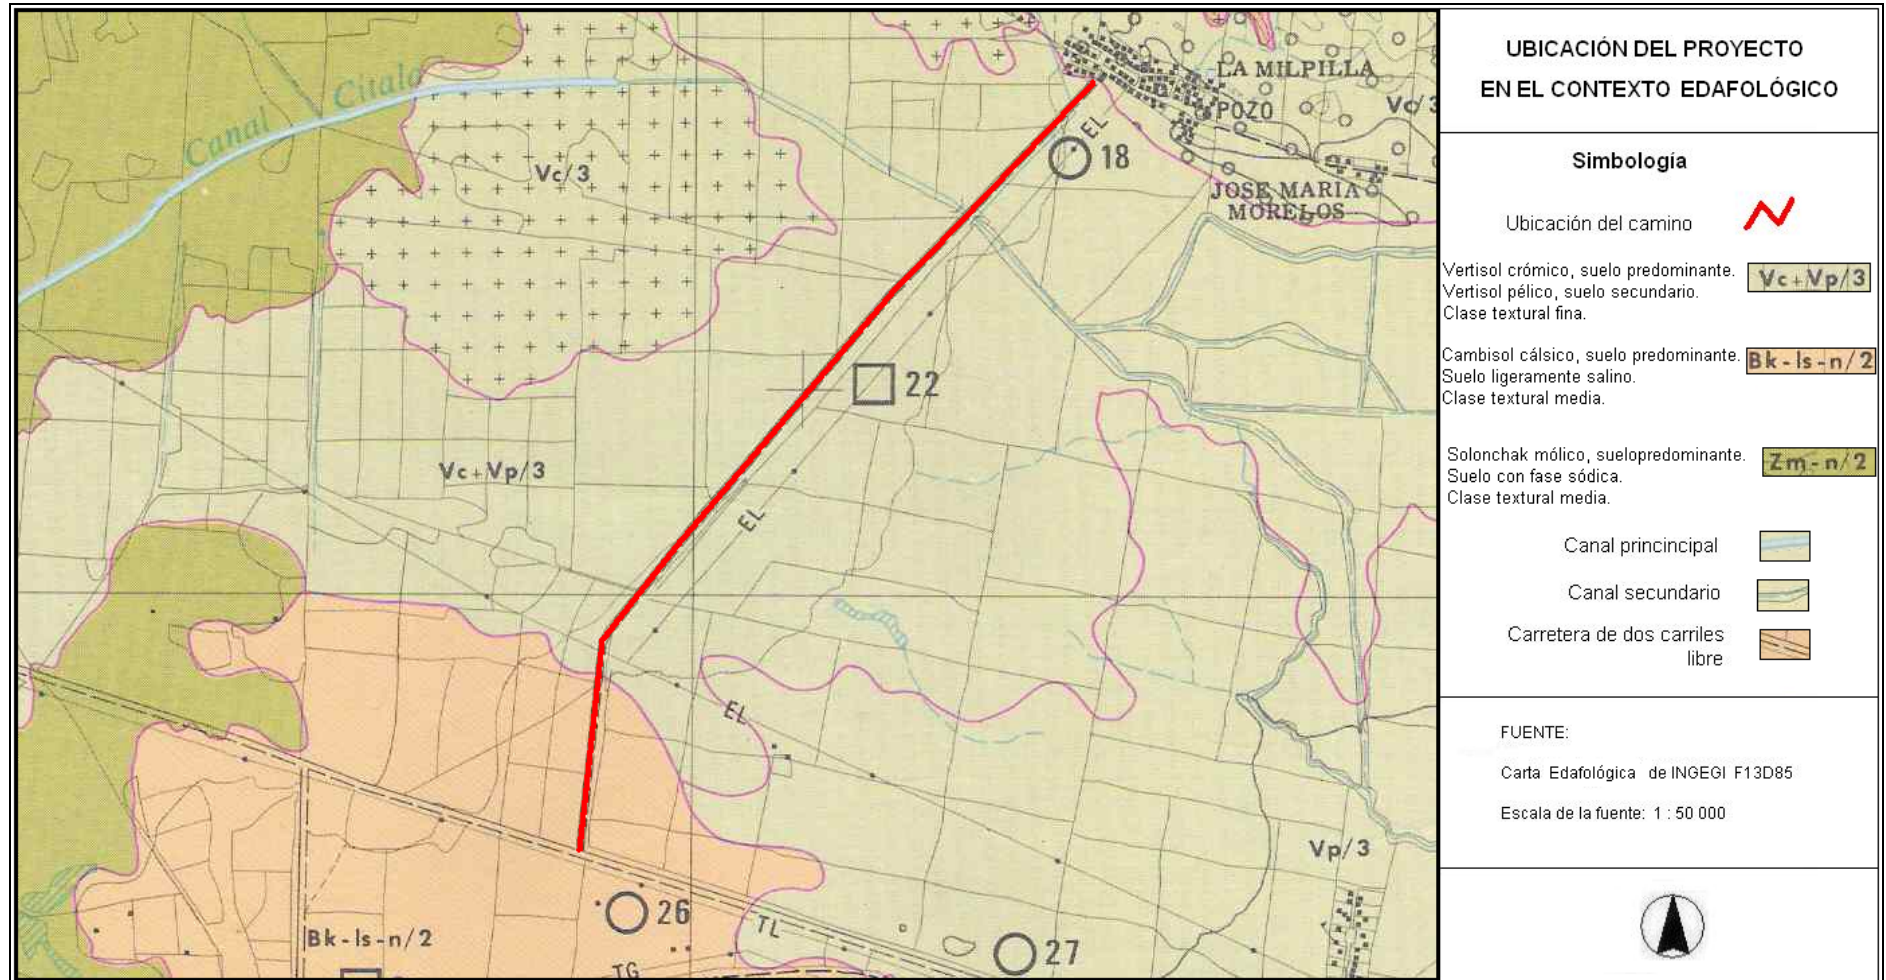 Canal Citala
Vc/3
LA MILPILLA
POZO
Vc/3
EL
18
JOSE MARIA
MORELOS
22
Vc+Vp/3
EL
EL
Vp/3
26
Bk-ls-n/2
TL
27
TG
UBICACIÓN DEL PROYECTO
EN EL CONTEXTO EDAFOLÓGICO
Simbología
Ubicación del camino
Vertisol crómico, suelo predominante.
Vertisol pélico, suelo secundario.
Clase textural fina.
Vc+Vp/3
Cambisol cálsico, suelo predominante.
Suelo ligeramente salino.
Clase textural media.
Bk-ls-n/2
Solonchak mólico, suelopredominante.
Suelo con fase sódica.
Clase textural media.
Zm-n/2
Canal princincipal
Canal secundario
Carretera de dos carriles
libre
FUENTE:
Carta Edafológica de INGEGI F13D85
Escala de la fuente: 1 : 50 000